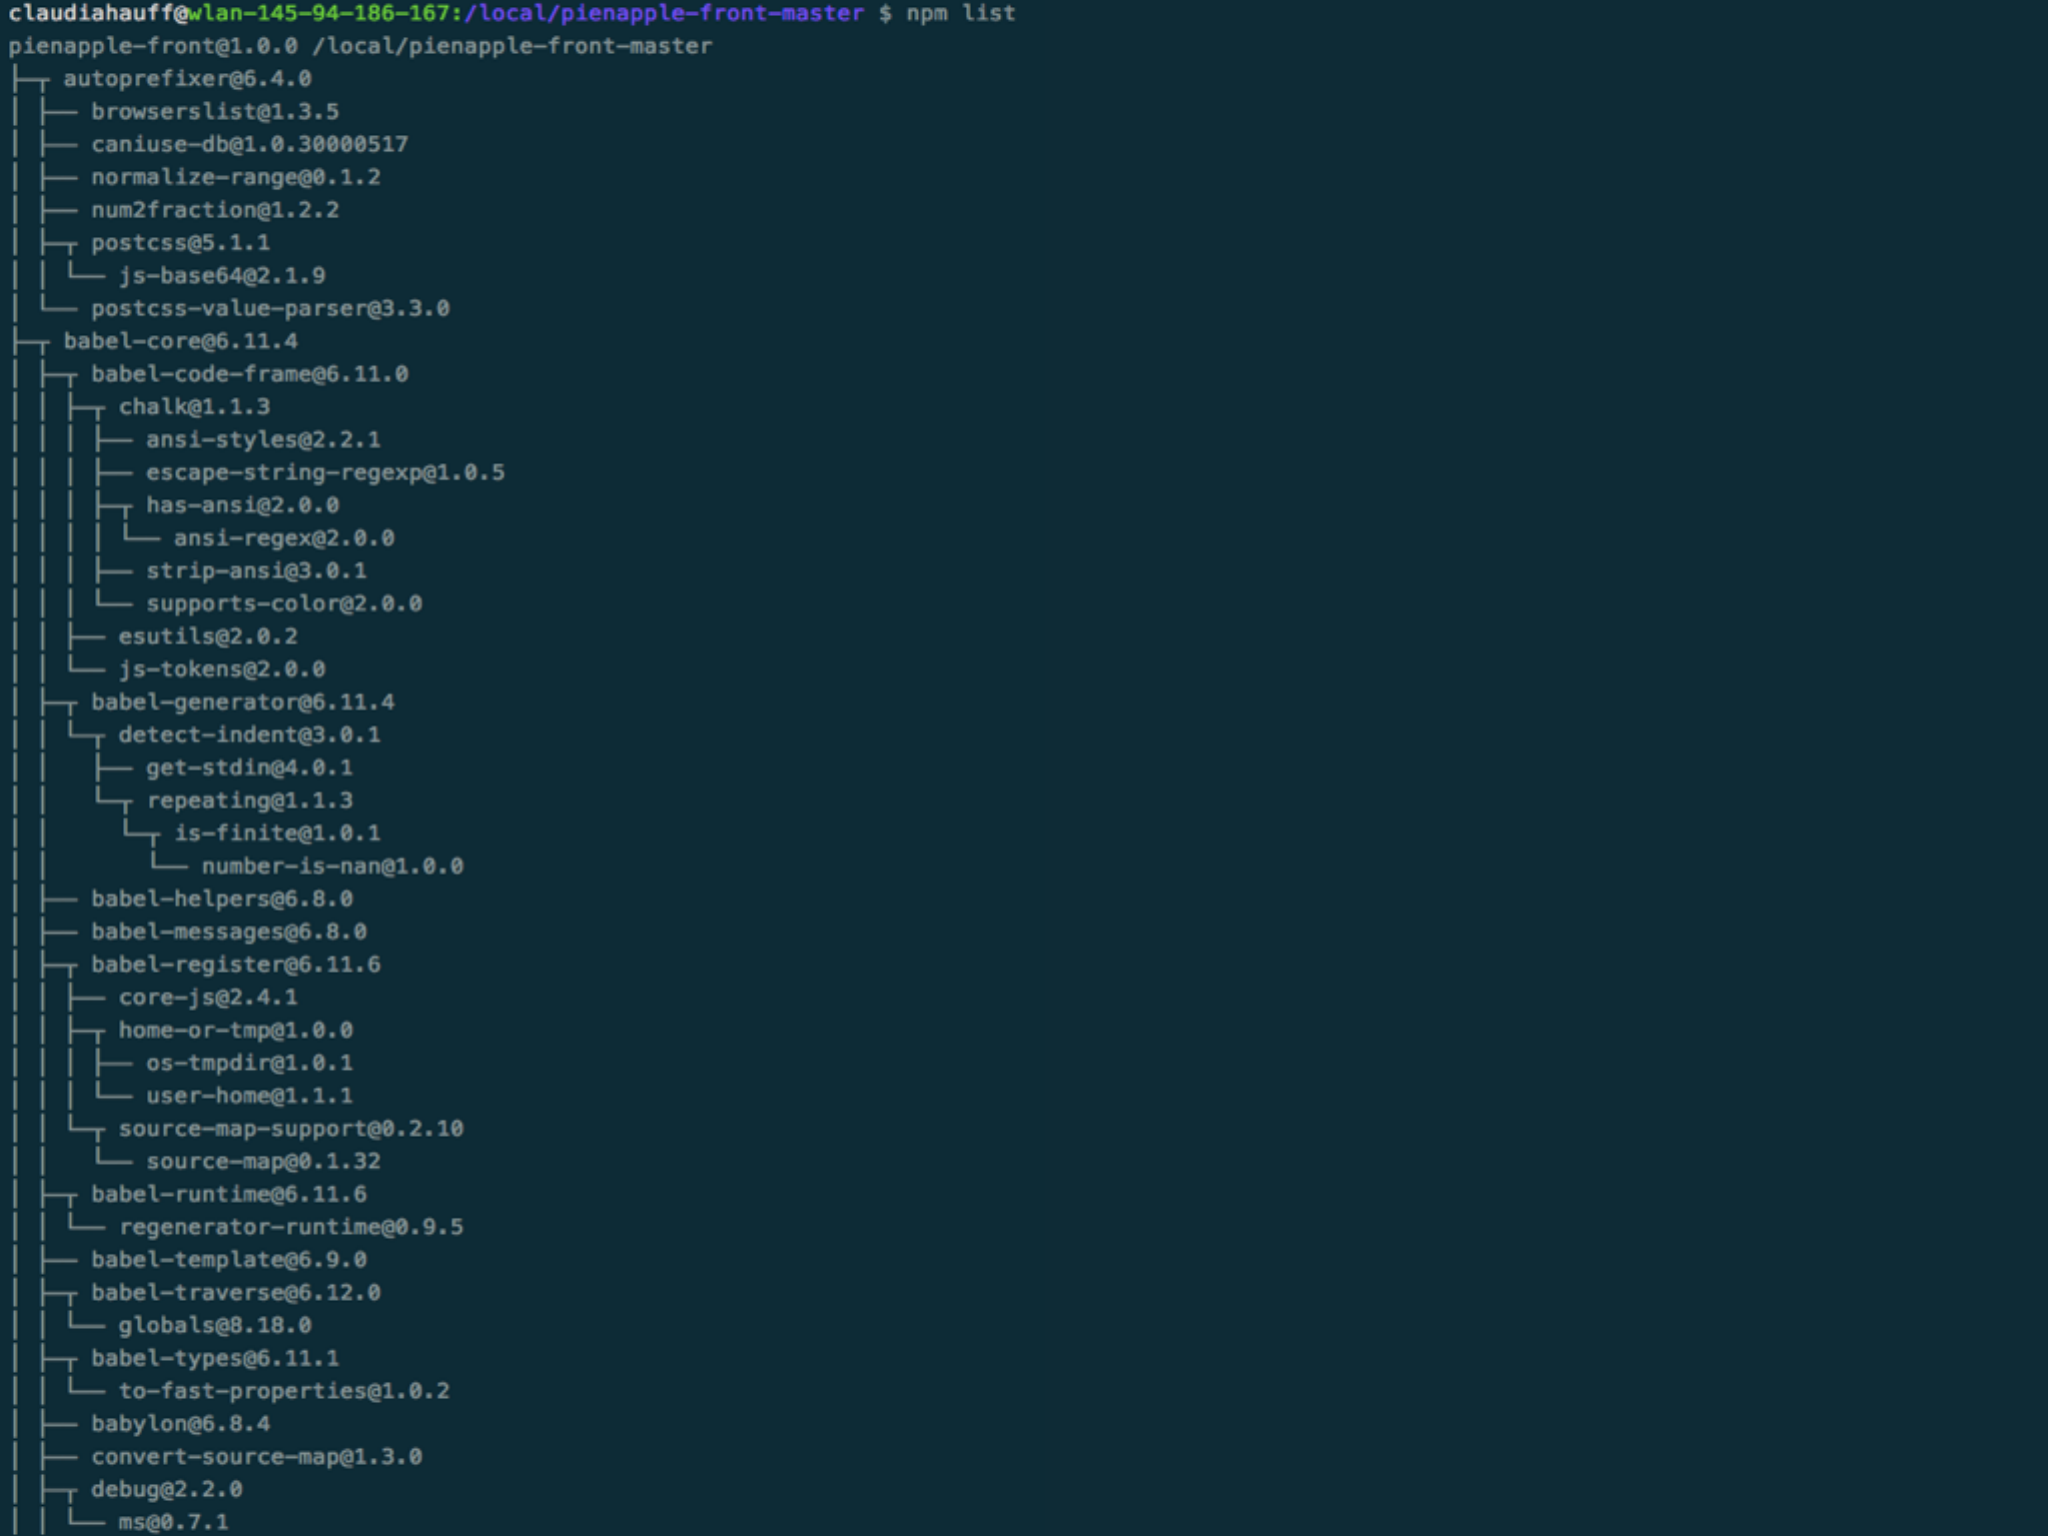 claudiahauff@wlan-145-94-186-167:/local/pienapple-front-master $ npm list
pienapple-front@1.0.0 /local/pienapple-front-master
├─┬ autoprefixer@6.4.0
│ ├── browserslist@1.3.5
│ ├── caniuse-db@1.0.30000517
│ ├── normalize-range@0.1.2
│ ├── num2fraction@1.2.2
│ ├─┬ postcss@5.1.1
│ │ └── js-base64@2.1.9
│ └── postcss-value-parser@3.3.0
├─┬ babel-core@6.11.4
│ ├─┬ babel-code-frame@6.11.0
│ │ ├─┬ chalk@1.1.3
│ │ │ ├── ansi-styles@2.2.1
│ │ │ ├── escape-string-regexp@1.0.5
│ │ │ ├─┬ has-ansi@2.0.0
│ │ │ │ └── ansi-regex@2.0.0
│ │ │ ├── strip-ansi@3.0.1
│ │ │ └── supports-color@2.0.0
│ │ ├── esutils@2.0.2
│ │ └── js-tokens@2.0.0
│ ├─┬ babel-generator@6.11.4
│ │ └─┬ detect-indent@3.0.1
│ │   ├── get-stdin@4.0.1
│ │   └─┬ repeating@1.1.3
│ │     └─┬ is-finite@1.0.1
│ │       └── number-is-nan@1.0.0
│ ├── babel-helpers@6.8.0
│ ├── babel-messages@6.8.0
│ ├─┬ babel-register@6.11.6
│ │ ├── core-js@2.4.1
│ │ ├─┬ home-or-tmp@1.0.0
│ │ │ ├── os-tmpdir@1.0.1
│ │ │ └── user-home@1.1.1
│ │ └─┬ source-map-support@0.2.10
│ │   └── source-map@0.1.32
│ ├─┬ babel-runtime@6.11.6
│ │ └── regenerator-runtime@0.9.5
│ ├── babel-template@6.9.0
│ ├─┬ babel-traverse@6.12.0
│ │ └── globals@8.18.0
│ ├─┬ babel-types@6.11.1
│ │ └── to-fast-properties@1.0.2
│ ├── babylon@6.8.4
│ ├── convert-source-map@1.3.0
│ ├─┬ debug@2.2.0
│ │ └── ms@0.7.1